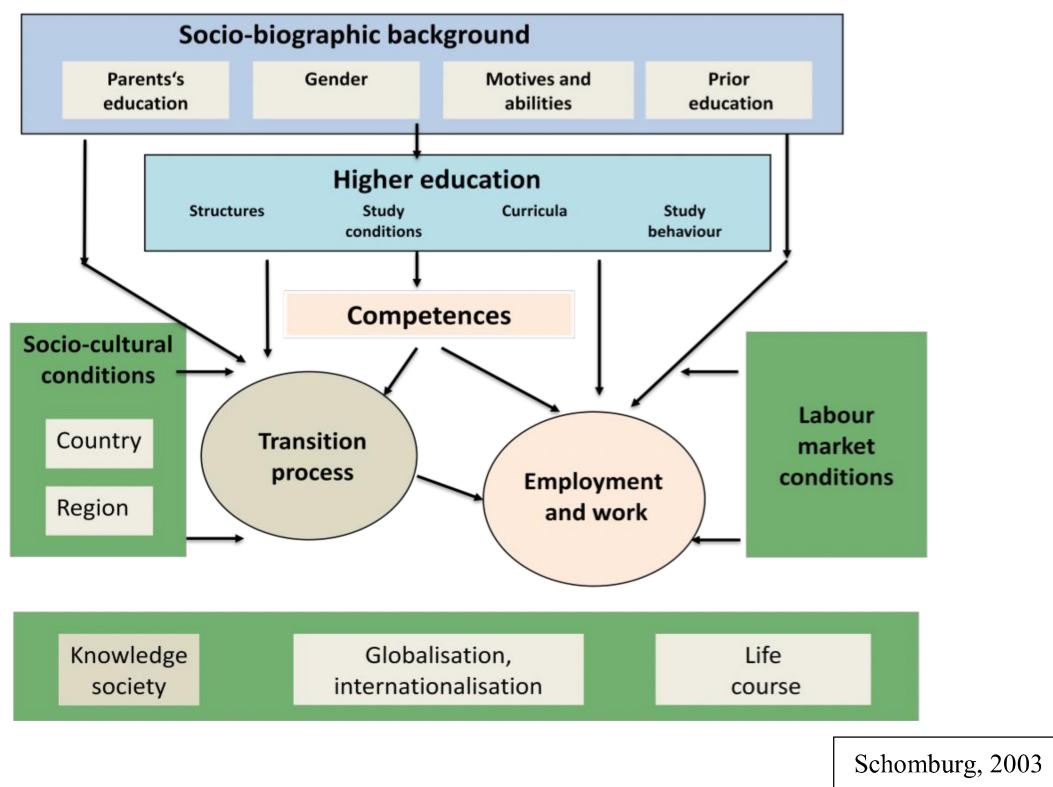 Socio-biographic background
Parents‘s
education
Gender
Motives and
abilities
Prior
education
Higher education
Structures
Study
conditions
Curricula
Study
behaviour
Competences
Socio-cultural
conditions
Country
Region
Transition
process
Employment
and work
Labour
market
conditions
Knowledge
society
Globalisation,
internationalisation
Life
course
Schomburg, 2003